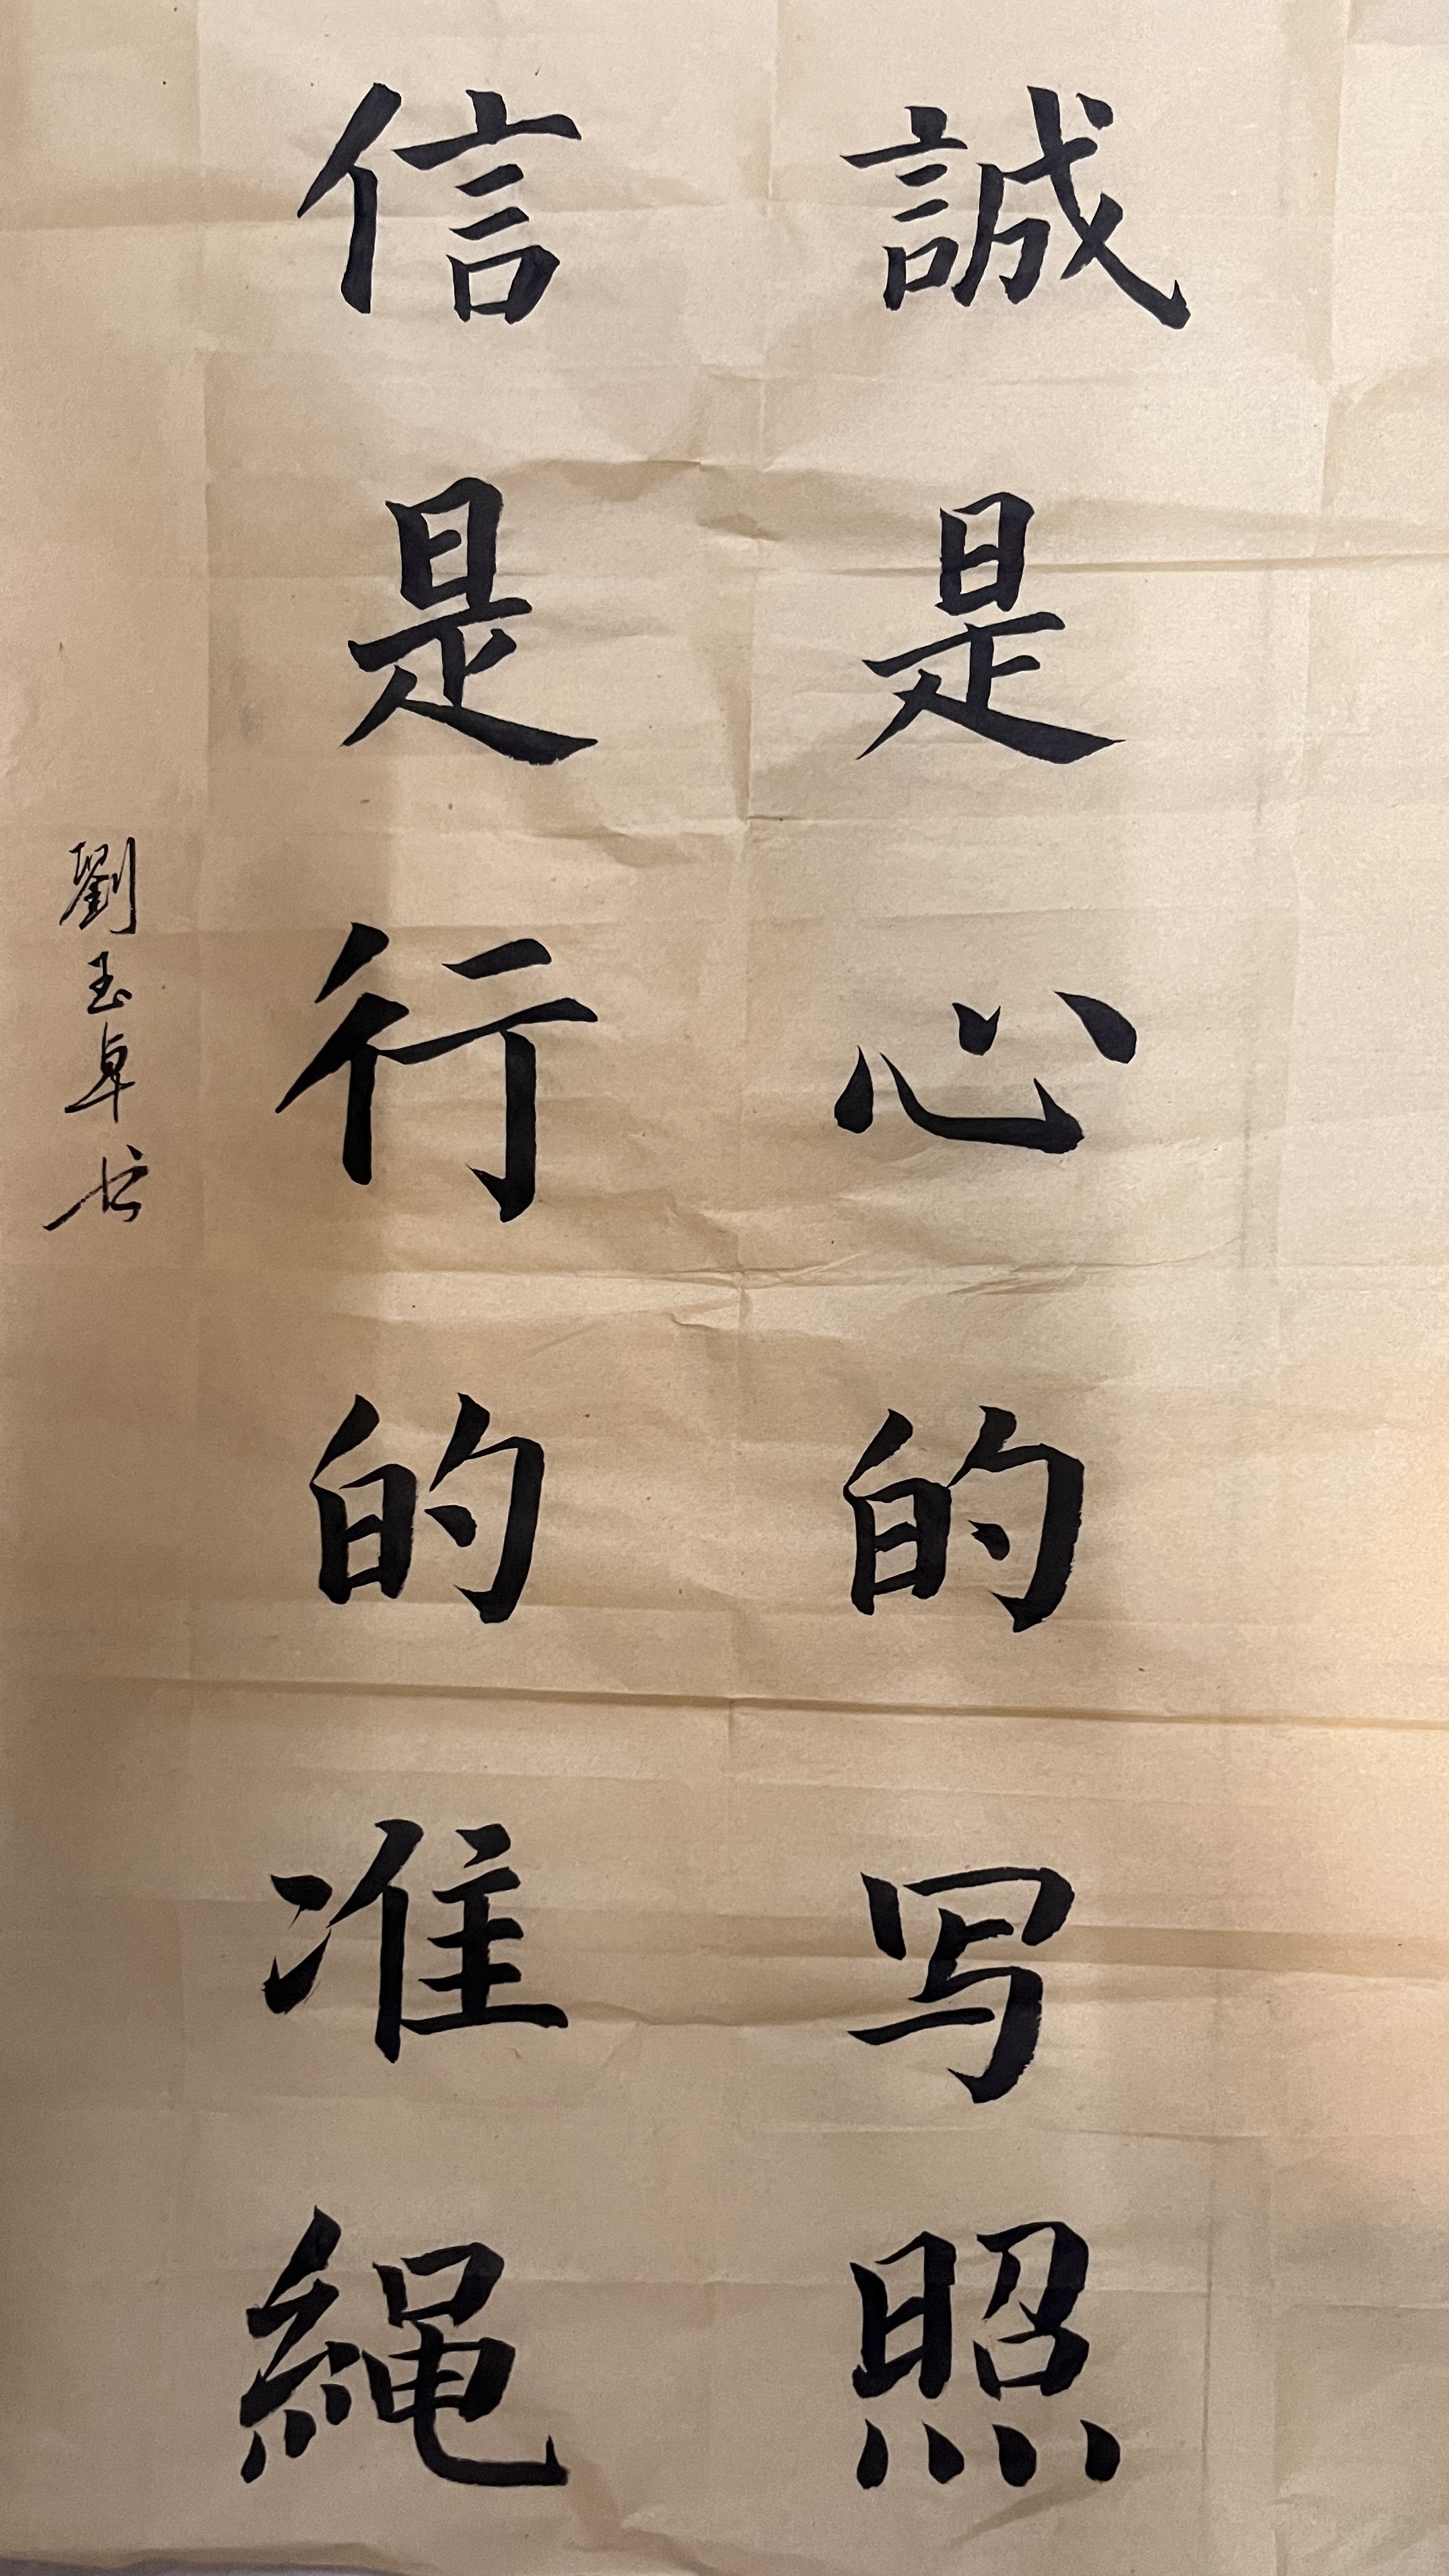 誠是心的写照
信是行的准繩
劉玉卓书